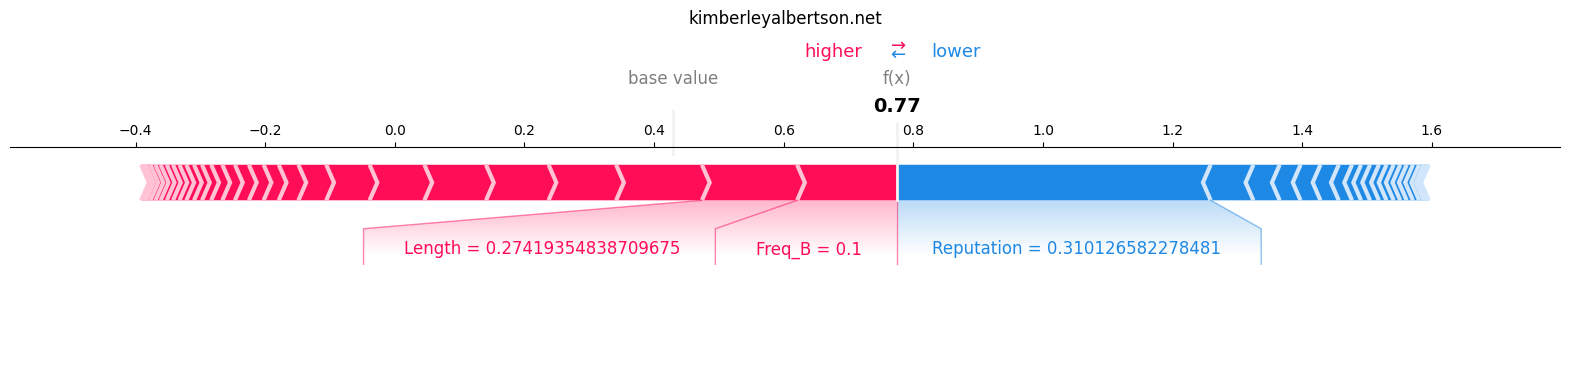 kimberleyalbertson.net
higher ⇄ lower
base value f(x)
0.77
−0.4 −0.2 0.0 0.2 0.4 0.6 0.8 1.0 1.2 1.4 1.6
Length = 0.27419354838709675 Freq_B = 0.1 Reputation = 0.310126582278481